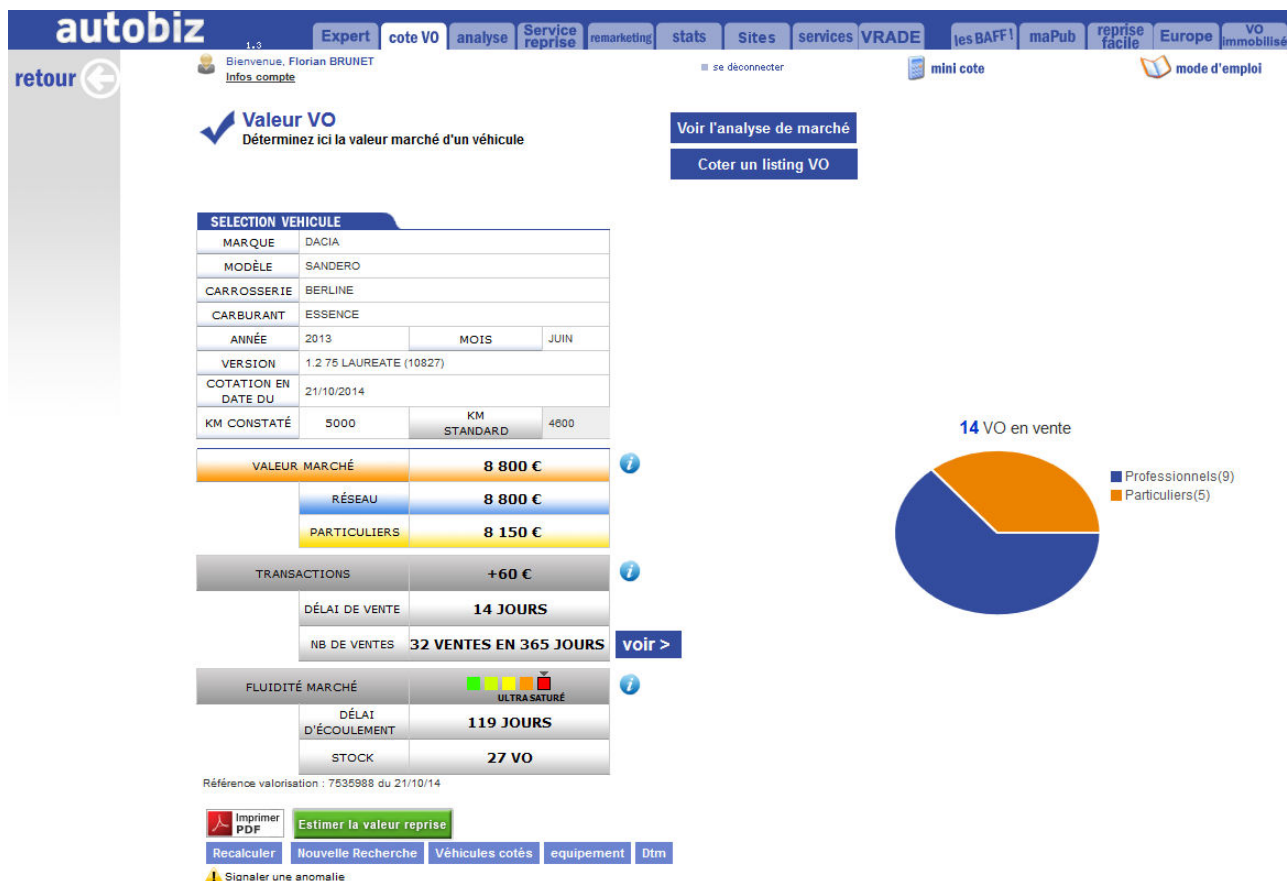 autobiz
1.3
Expert
cote VO
analyse
Service reprise
remarketing
stats
Sites
services
VRADE
les BAFF!
maPub
reprise facile
Europe
VO immobilisé
retour
Bienvenue, Florian BRUNET
Infos compte
se déconnecter
mini cote
mode d'emploi
Valeur VO
Déterminez ici la valeur marché d'un véhicule
Voir l'analyse de marché
Coter un listing VO
SELECTION VEHICULE
MARQUE DACIA
MODÈLE SANDERO
CARROSSERIE BERLINE
CARBURANT ESSENCE
ANNÉE 2013 MOIS JUIN
VERSION 1.2 75 LAUREATE (10827)
COTATION EN DATE DU 21/10/2014
KM CONSTATÉ 5000 KM STANDARD 4600
VALEUR MARCHÉ 8 800 €
RÉSEAU 8 800 €
PARTICULIERS 8 150 €
TRANSACTIONS +60 €
DÉLAI DE VENTE 14 JOURS
NB DE VENTES 32 VENTES EN 365 JOURS voir >
FLUIDITÉ MARCHÉ ULTRA SATURÉ
DÉLAI D'ÉCOULEMENT 119 JOURS
STOCK 27 VO
Référence valorisation : 7535988 du 21/10/14
14 VO en vente
Professionnels(9)
Particuliers(5)
Imprimer PDF
Estimer la valeur reprise
Recalculer
Nouvelle Recherche
Véhicules cotés
equipement
Dtm
Signaler une anomalie